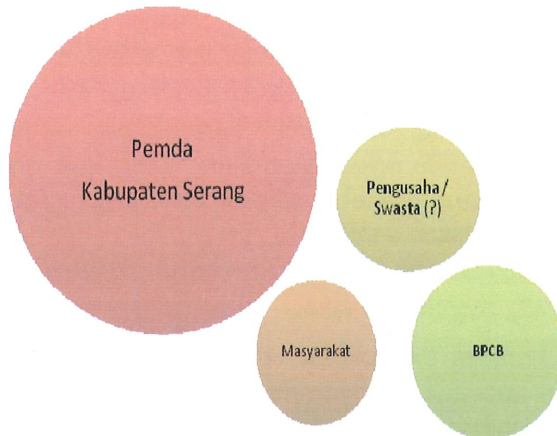 Pemda
Kabupaten Serang
Pengusaha /
Swasta (?)
Masyarakat
BPCB